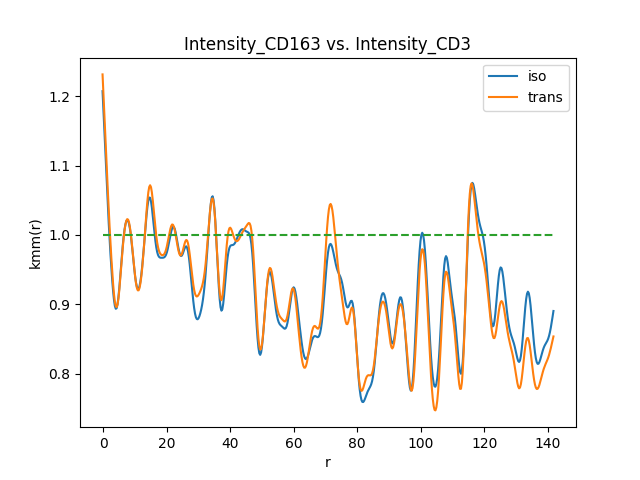 Intensity_CD163 vs. Intensity_CD3
iso
trans
1.2
1.1
1.0
0.9
0.8
kmm(r)
0 20 40 60 80 100 120 140
r